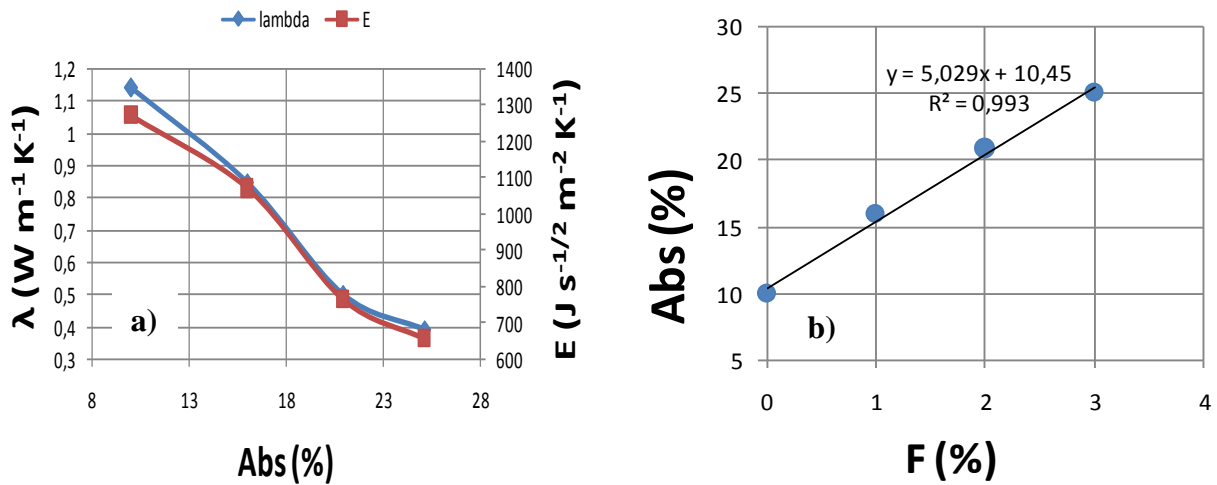 lambda E
1,2
1,1
1
0,9
0,8
0,7
0,6
0,5
0,4
0,3
λ (W m⁻¹ K⁻¹)
1400
1300
1200
1100
1000
900
800
700
600
E (J s⁻¹/² m⁻² K⁻¹)
a)
8 13 18 23 28
Abs (%)
30
25
20
15
10
5
Abs (%)
y = 5,029x + 10,45
R² = 0,993
b)
0 1 2 3 4
F (%)